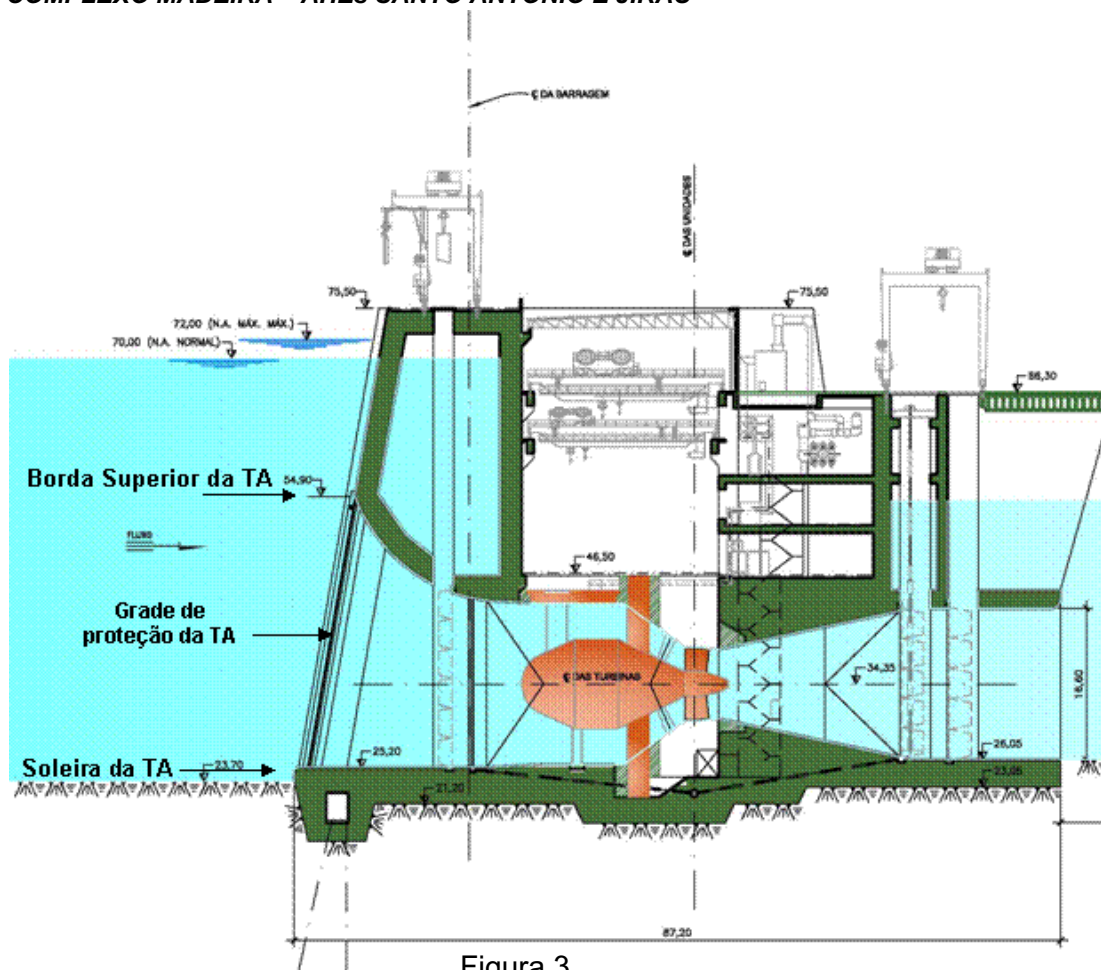 COMPLEXO MADEIRA – AHEs SANTO ANTÔNIO E JIRAU
℄ DA BARRAGEM
℄ DAS UNIDADES
75,50
75,50
72,00 (N.A. MÁX. MÁX.)
70,00 (N.A. NORMAL)
56,30
Borda Superior da TA
54,90
FLUXO
46,50
Grade de
proteção da TA
℄ DAS TURBINAS
34,35
16,60
25,20
26,05
Soleira da TA
23,70
23,05
21,20
87,20
Figura 3